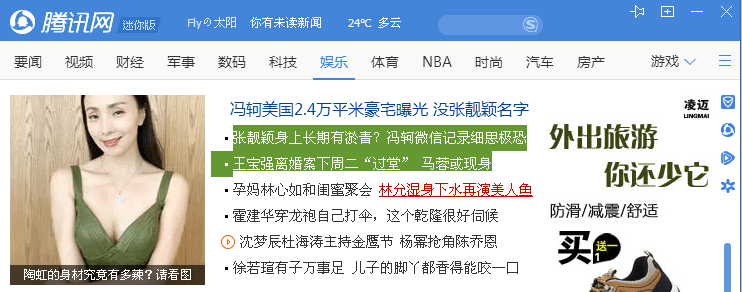 腾讯网 迷你版 Fly๑太阳 你有未读新闻 24℃ 多云
要闻 视频 财经 军事 数码 科技 娱乐 体育 NBA 时尚 汽车 房产 游戏
冯轲美国2.4万平米豪宅曝光 没张靓颖名字
张靓颖身上长期有淤青？冯轲微信记录细思极恐
王宝强离婚案下周二“过堂” 马蓉或现身
孕妈林心如和闺蜜聚会 林允湿身下水再演美人鱼
霍建华穿龙袍自己打伞，这个乾隆很好伺候
沈梦辰杜海涛主持金鹰节 杨幂抢角陈乔恩
徐若瑄有子万事足 儿子的脚丫都香得能咬一口
陶虹的身材究竟有多辣？请看图
凌迈
LINGMAI
外出旅游
你还少它
防滑/减震/舒适
买1送一